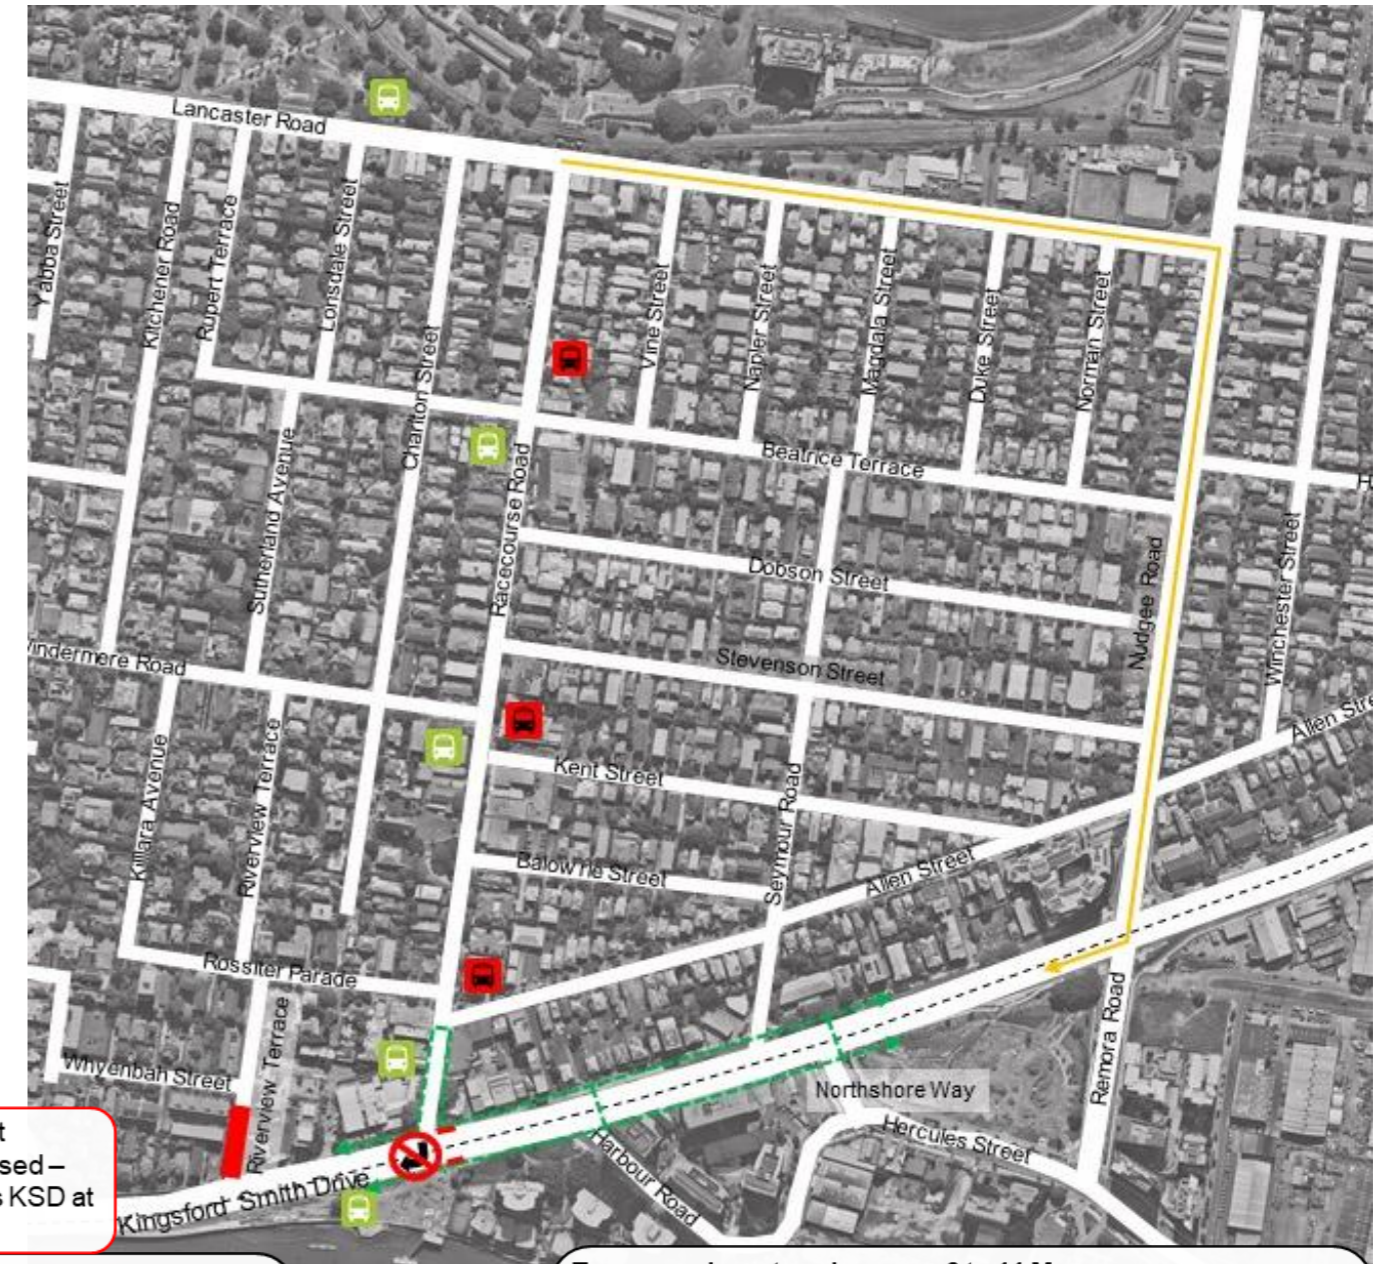 Lancaster Road
Yabba Street
Kitchener Road
Rupert Terrace
Lonsdale Street
Charlton Street
Vine Street
Napier Street
Magdala Street
Duke Street
Norman Street
Beatrice Terrace
Sutherland Avenue
Racecourse Road
Dobson Street
Nudgee Road
Winchester Street
H
Vindermere Road
Stevenson Street
Allen Stre
Killara Avenue
Riverview Terrace
Kent Street
Seymour Road
Balowrie Street
Allen Street
Rossiter Parade
Riverview Terrace
Whyenbah Street
Northshore Way
Remora Road
Hercules Street
Harbour Road
Kingsford Smith Drive
t
sed –
s KSD at